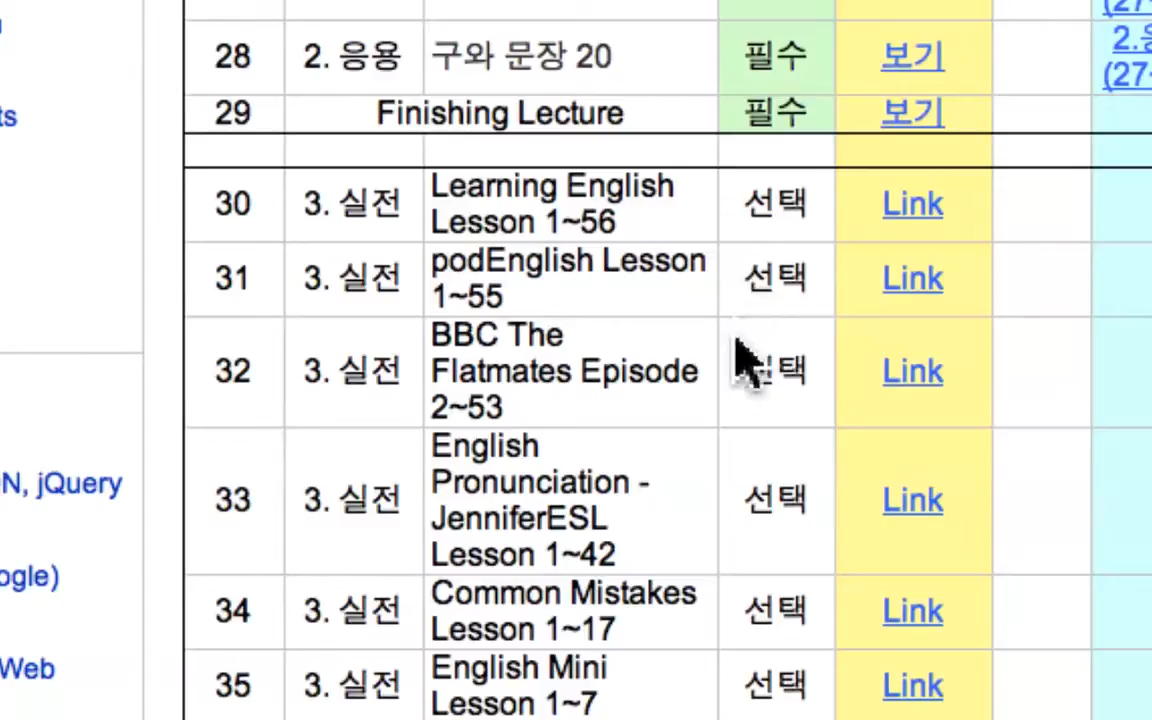 (27~
28 2. 응용 구와 문장 20 필수 보기 2.응
(27~
29 Finishing Lecture 필수 보기
ts
30 3. 실전 Learning English
Lesson 1~56 선택 Link
31 3. 실전 podEnglish Lesson
1~55 선택 Link
32 3. 실전 BBC The
Flatmates Episode
2~53 택 Link
33 3. 실전 English
Pronunciation -
JenniferESL
Lesson 1~42 선택 Link
N, jQuery
34 3. 실전 Common Mistakes
Lesson 1~17 선택 Link
ogle)
35 3. 실전 English Mini
Lesson 1~7 선택 Link
Web